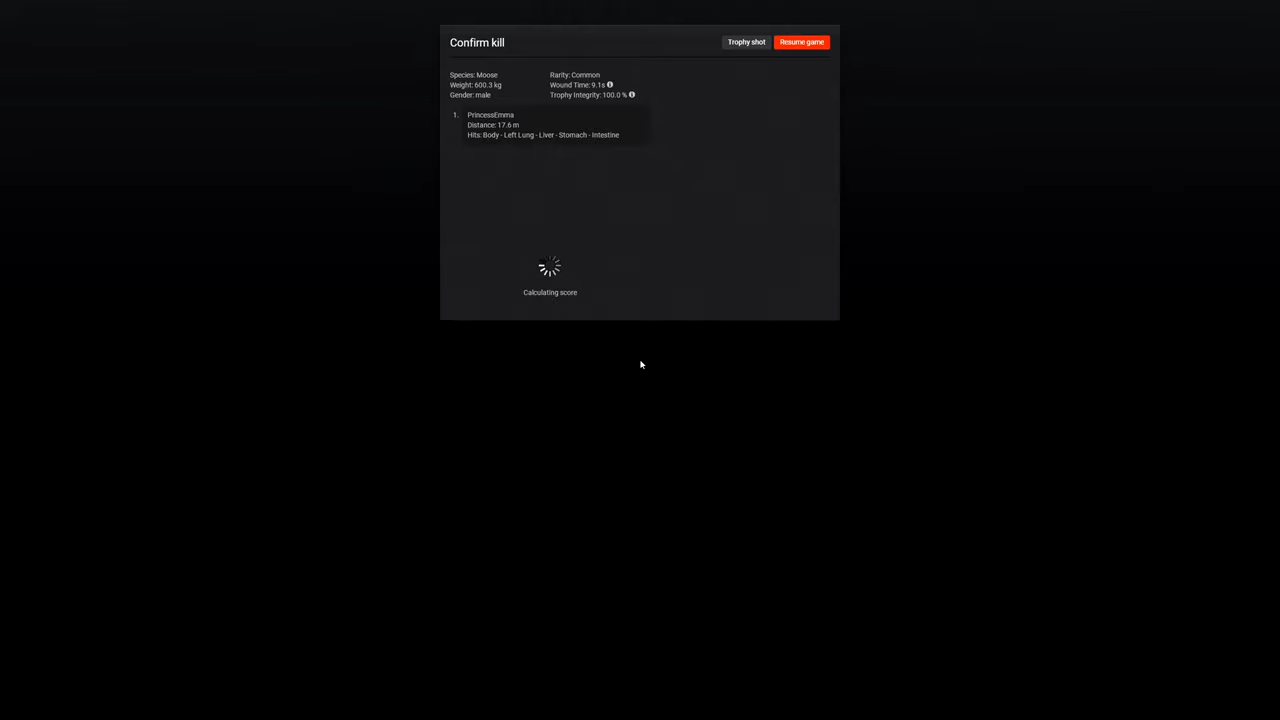 Confirm kill
Trophy shot
Resume game
Species: Moose
Rarity: Common
Weight: 600.3 kg
Wound Time: 9.1s
Gender: male
Trophy Integrity: 100.0 %
1. PrincessEmma
Distance: 17.6 m
Hits: Body - Left Lung - Liver - Stomach - Intestine
Calculating score